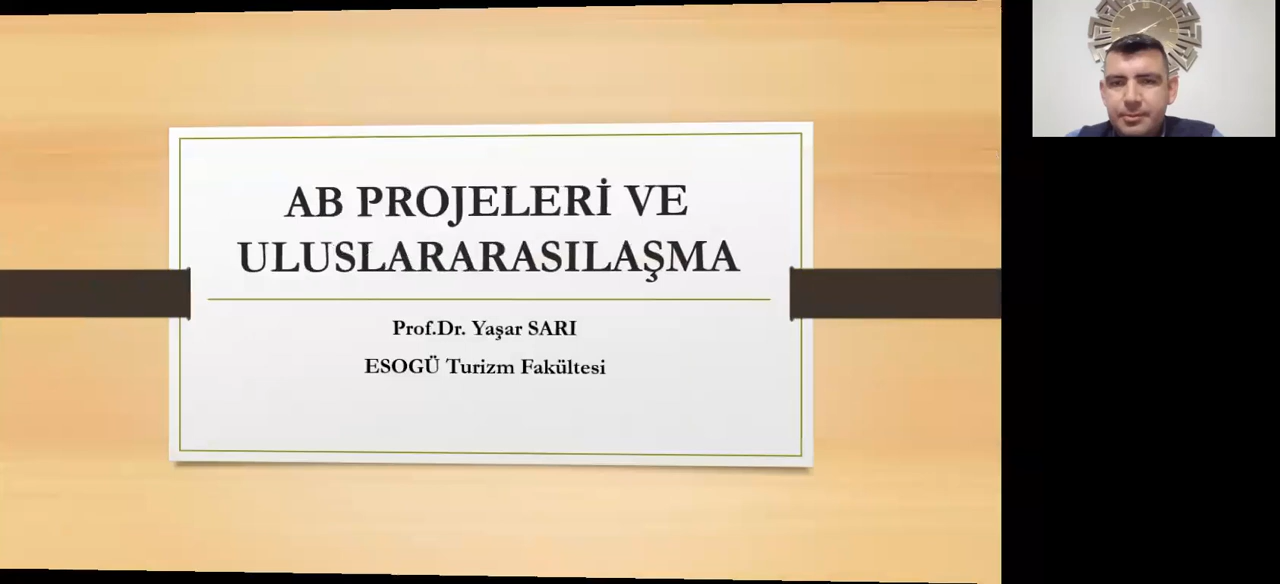 AB PROJELERİ VE
ULUSLARARASILAŞMA
Prof.Dr. Yaşar SARI
ESOGÜ Turizm Fakültesi